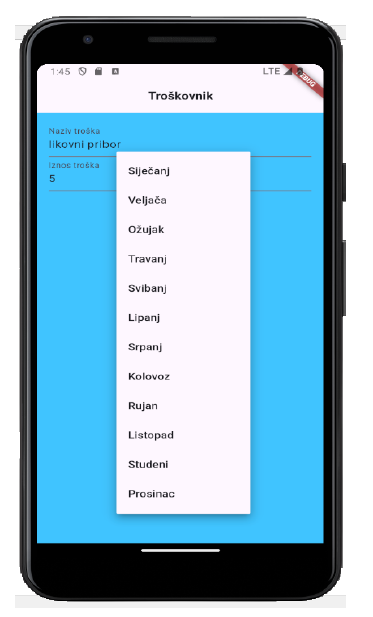 1:45
LTE
DEBUG
Troškovnik
Naziv troška
likovni pribor
Iznos troška
5
Siječanj
Veljača
Ožujak
Travanj
Svibanj
Lipanj
Srpanj
Kolovoz
Rujan
Listopad
Studeni
Prosinac